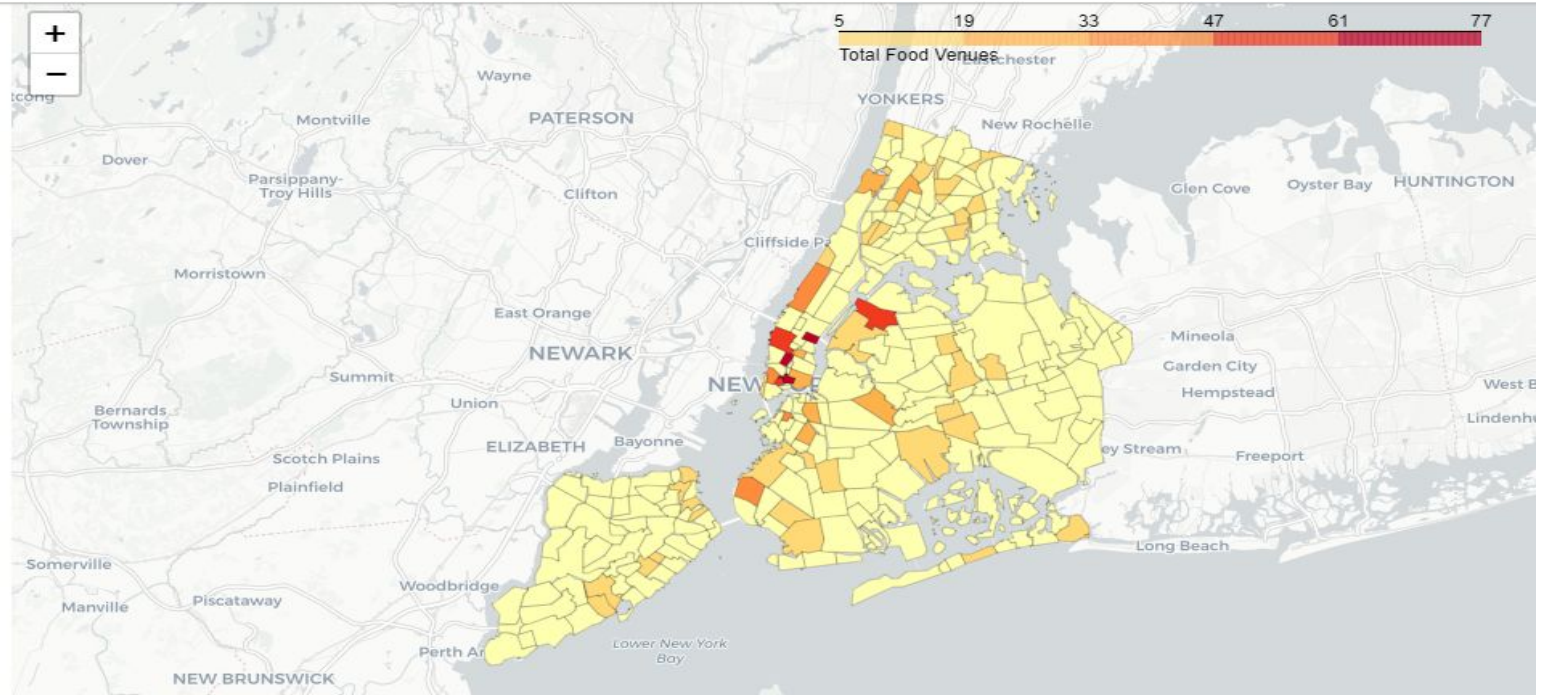 +
−
5 19 33 47 61 77
Total Food Venues
Eastchester
Wayne
YONKERS
Montville
PATERSON
New Rochelle
Dover
Parsippany-
Troy Hills
Clifton
Glen Cove
Oyster Bay
HUNTINGTON
Cliffside Pa
Morristown
East Orange
NEWARK
Mineola
Summit
Garden City
NEW
Hempstead
West B
Union
Bernards
Township
Lindenhu
ELIZABETH
Bayonne
ey Stream
Freeport
Scotch Plains
Plainfield
Long Beach
Somerville
Woodbridge
Manville
Piscataway
Perth Am
Lower New York
Bay
NEW BRUNSWICK